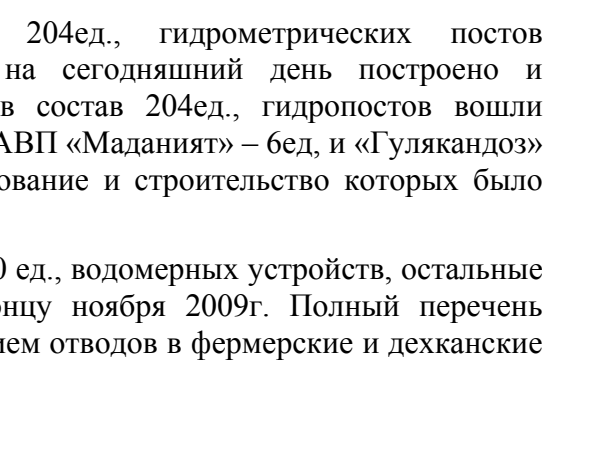 204ед., гидрометрических постов
на сегодняшний день построено и
в состав 204ед., гидропостов вошли
АВП «Маданият» – 6ед, и «Гулякандоз»
ование и строительство которых было
0 ед., водомерных устройств, остальные
онцу ноября 2009г. Полный перечень
ием отводов в фермерские и дехканские